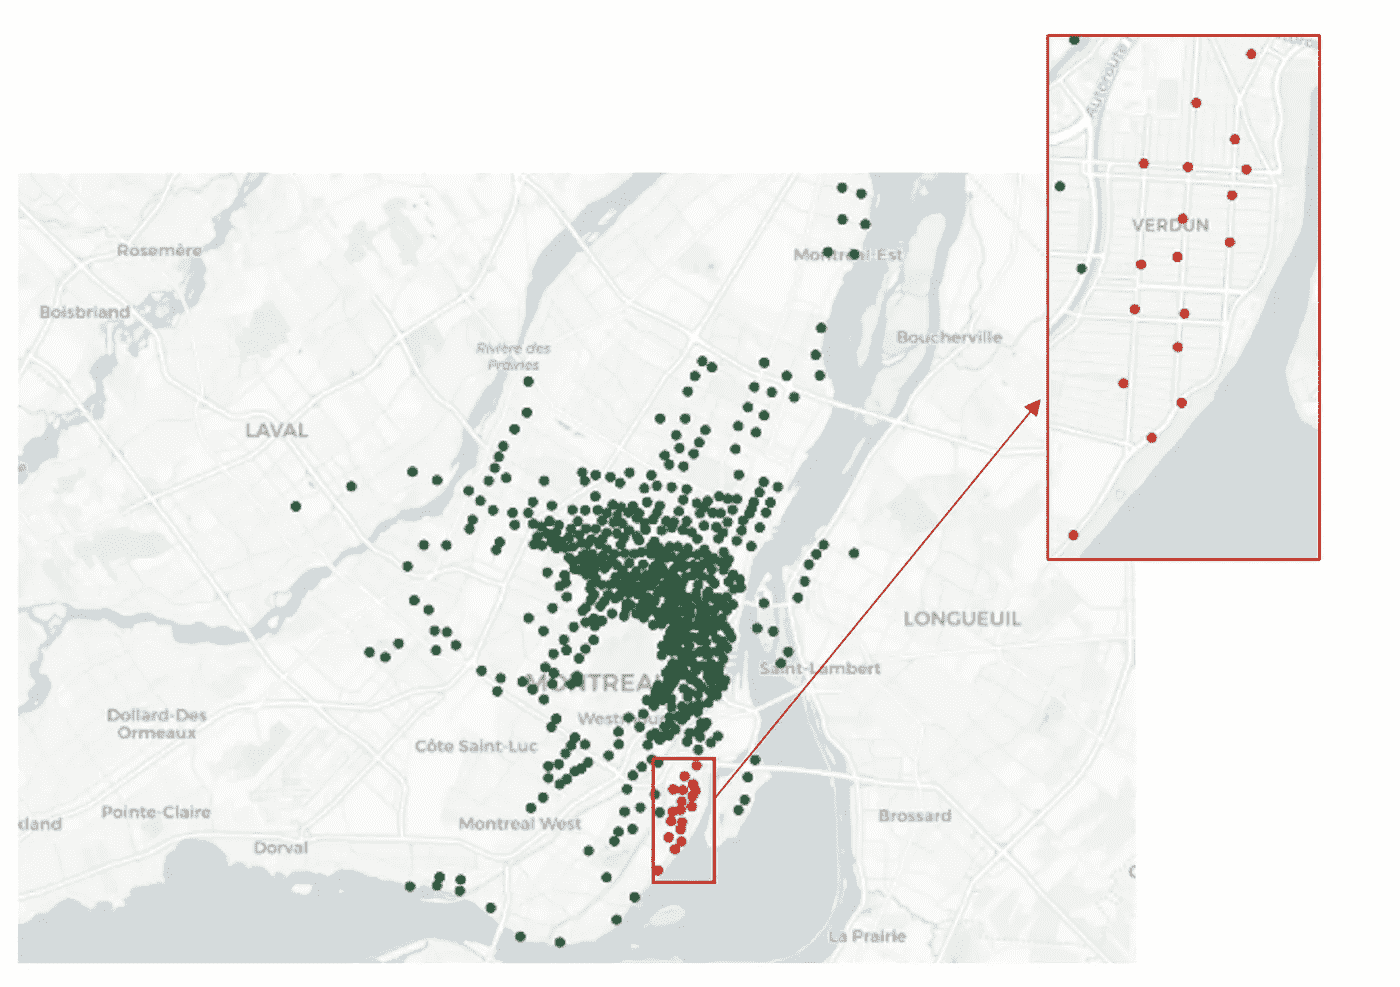 Autoroute
VERDUN
Rosemère
Montréal-Est
Boisbriand
Boucherville
Rivière des
Prairies
LAVAL
LONGUEUIL
Saint-Lambert
MONTREAL
Dollard-Des
Ormeaux
Côte Saint-Luc
Pointe-Claire
Montreal West
Brossard
Dorval
La Prairie